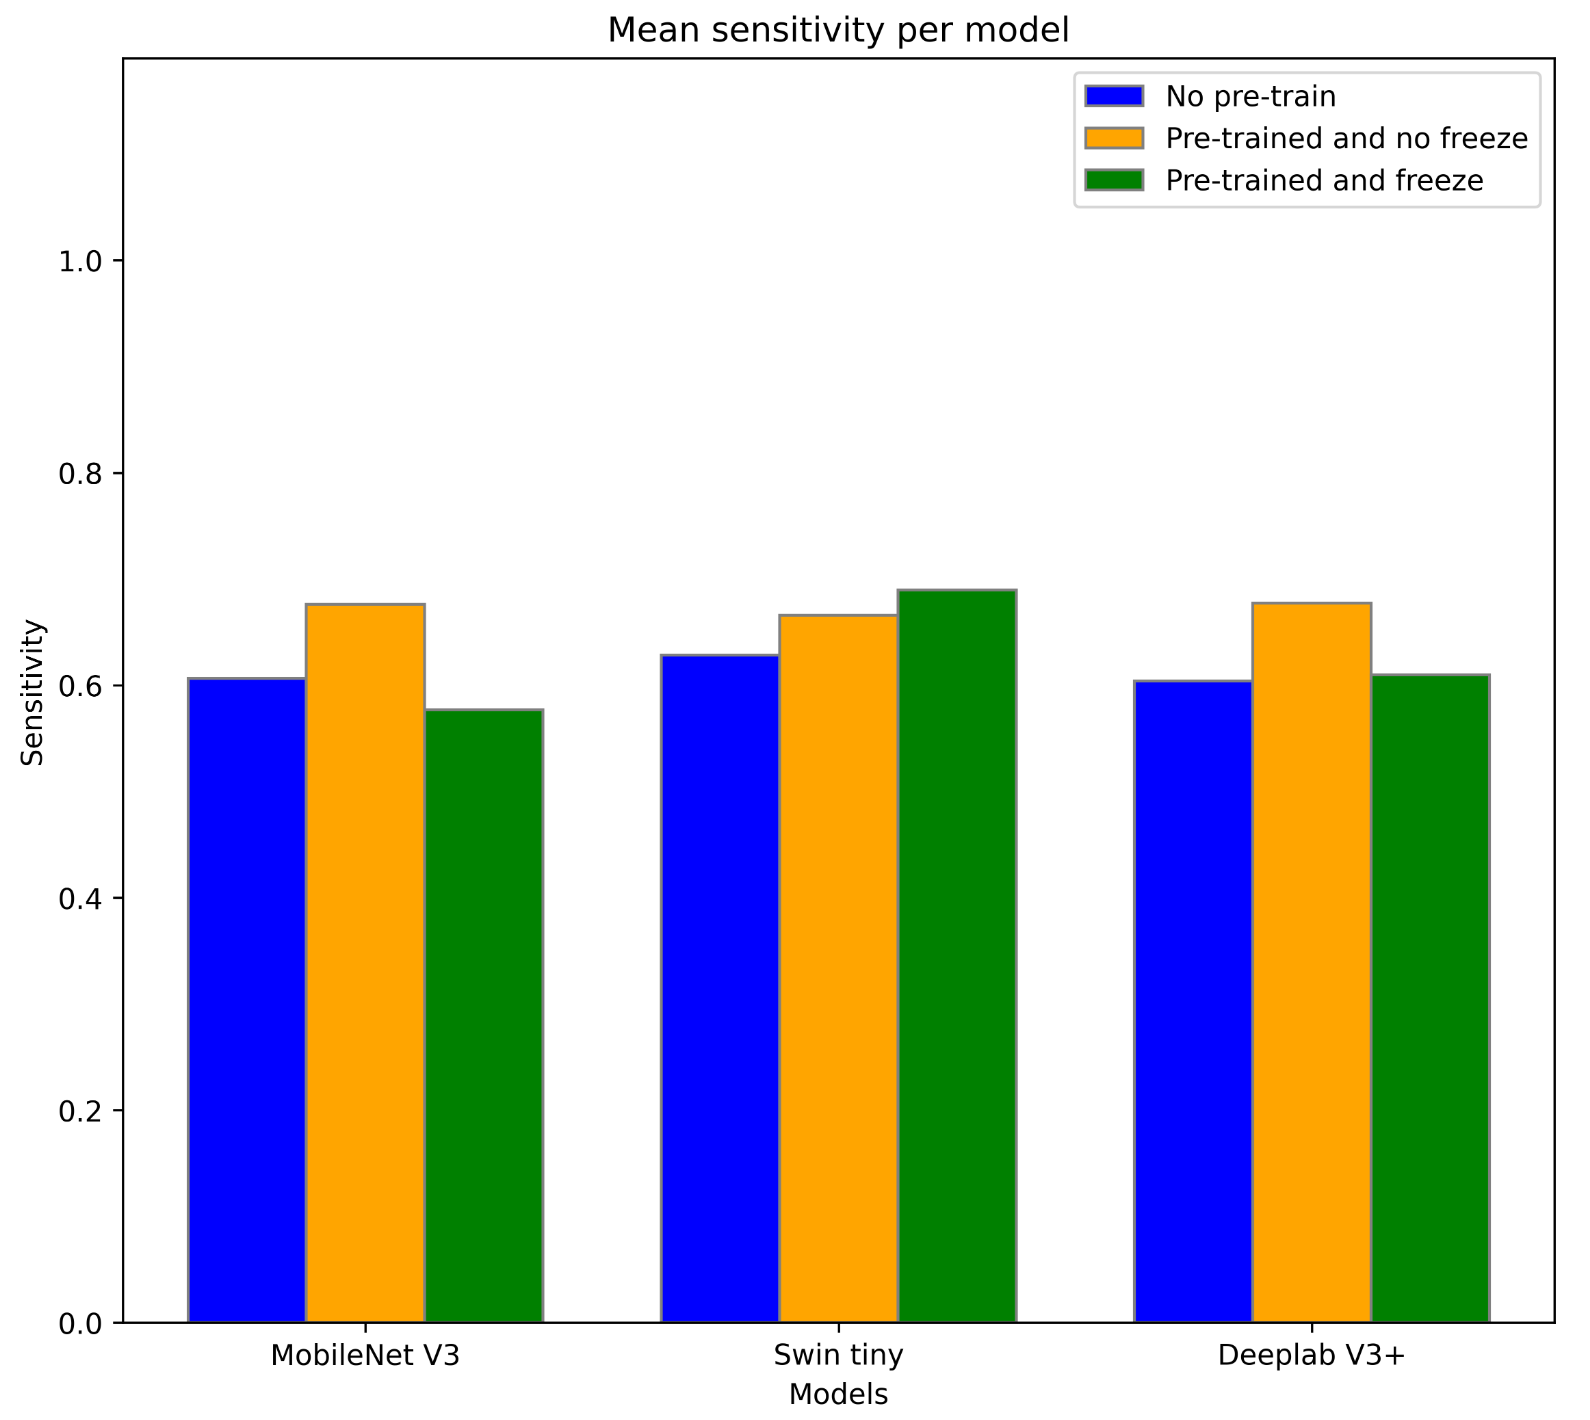 Mean sensitivity per model
No pre-train
Pre-trained and no freeze
Pre-trained and freeze
1.0
0.8
0.6
0.4
0.2
0.0
Sensitivity
MobileNet V3
Swin tiny
Deeplab V3+
Models